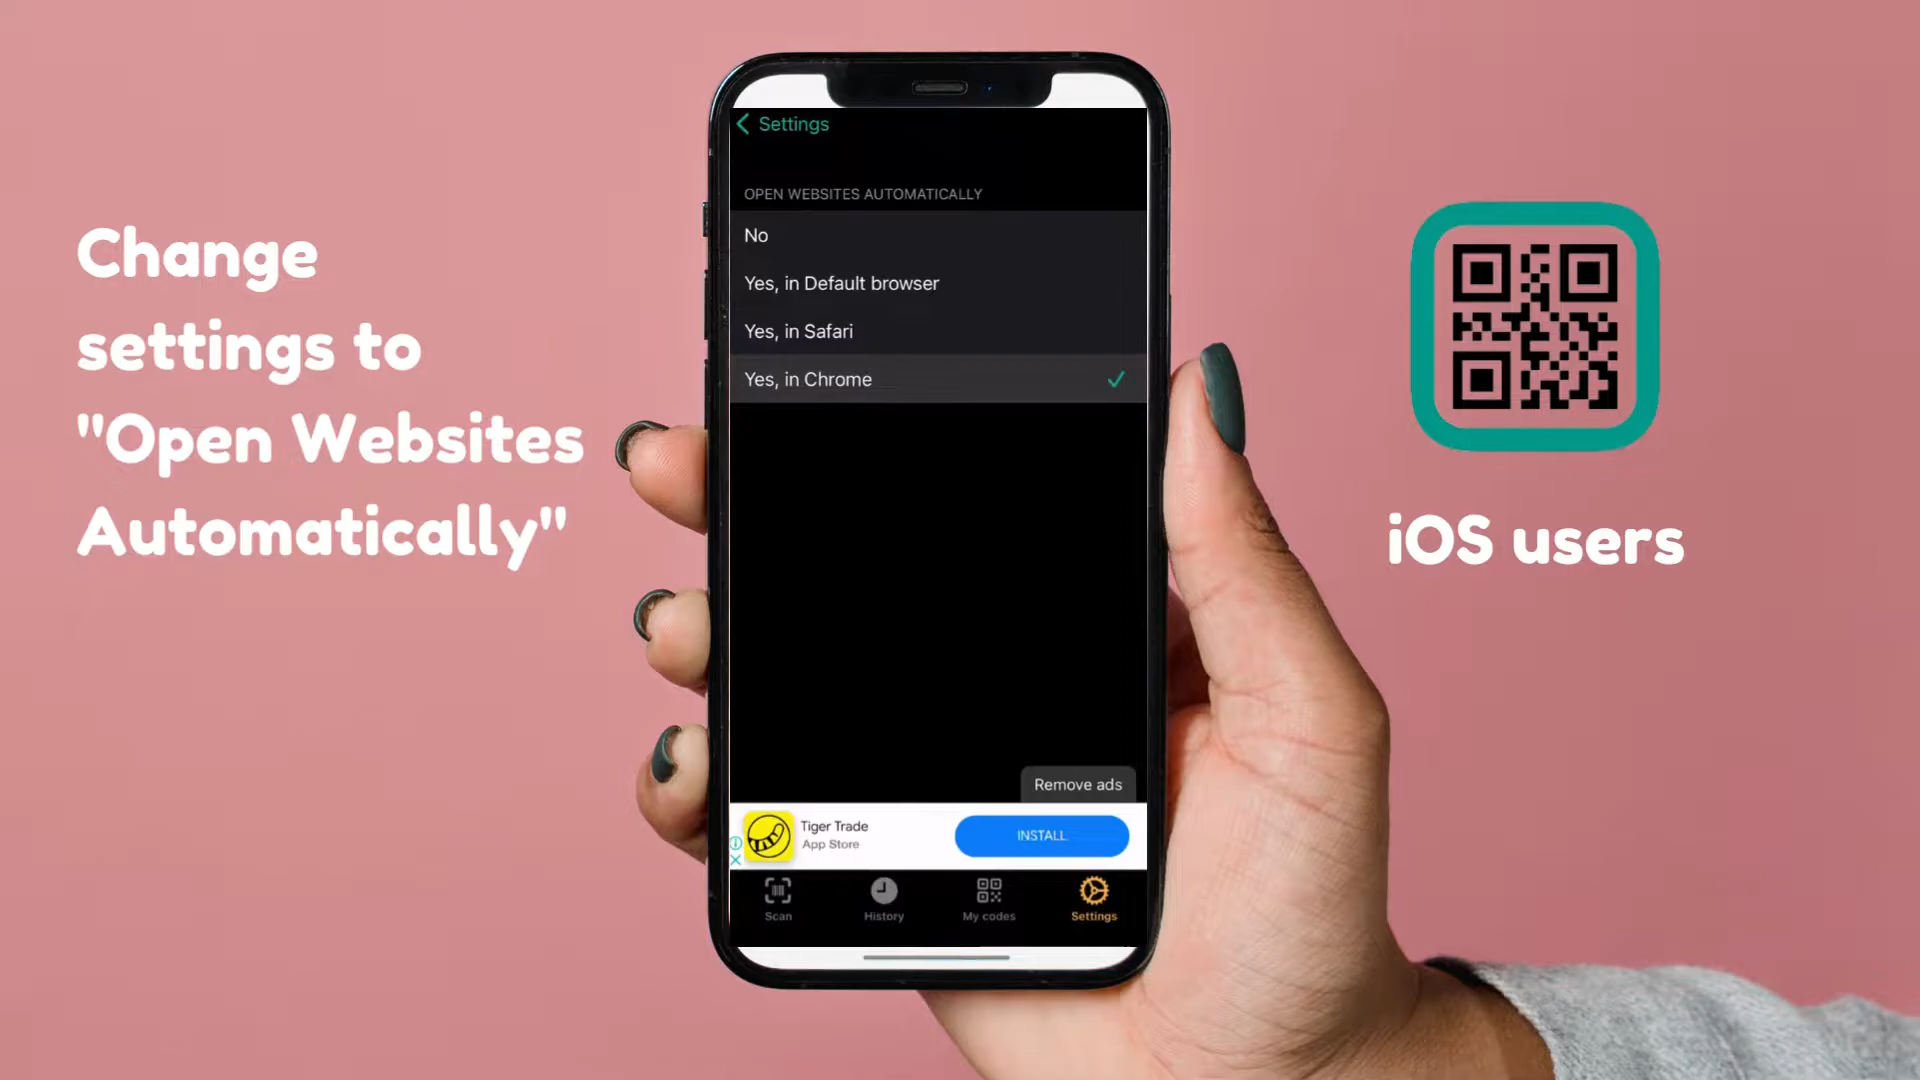 Change
settings to
"Open Websites
Automatically"
Settings
OPEN WEBSITES AUTOMATICALLY
No
Yes, in Default browser
Yes, in Safari
Yes, in Chrome
Remove ads
Tiger Trade
App Store
INSTALL
Scan
History
My codes
Settings
iOS users